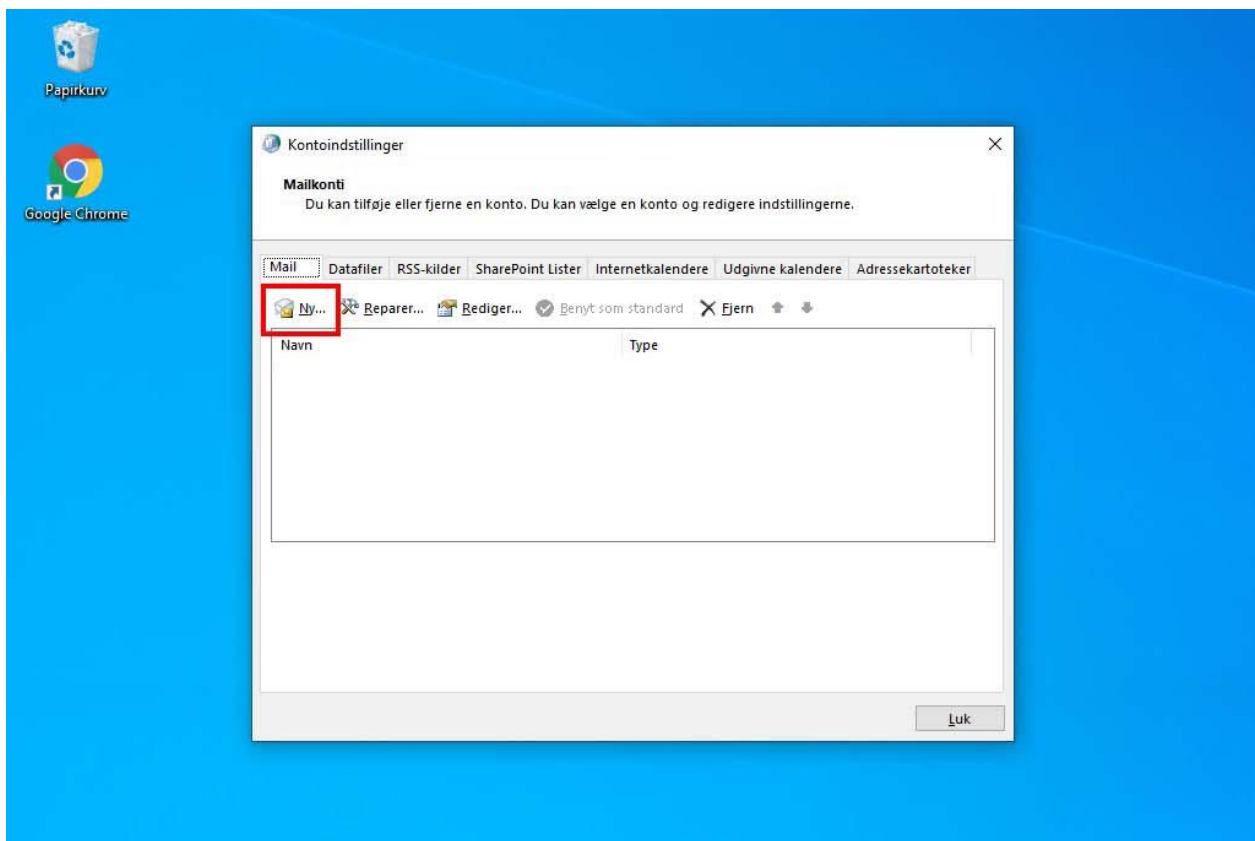 Papirkurv
Google Chrome
Kontoindstillinger
Mailkonti
Du kan tilføje eller fjerne en konto. Du kan vælge en konto og redigere indstillingerne.
Mail Datafiler RSS-kilder SharePoint Lister Internetkalendere Udgivne kalendere Adressekartoteker
Ny... Reparer... Rediger... Benyt som standard Fjern
Navn Type
Luk